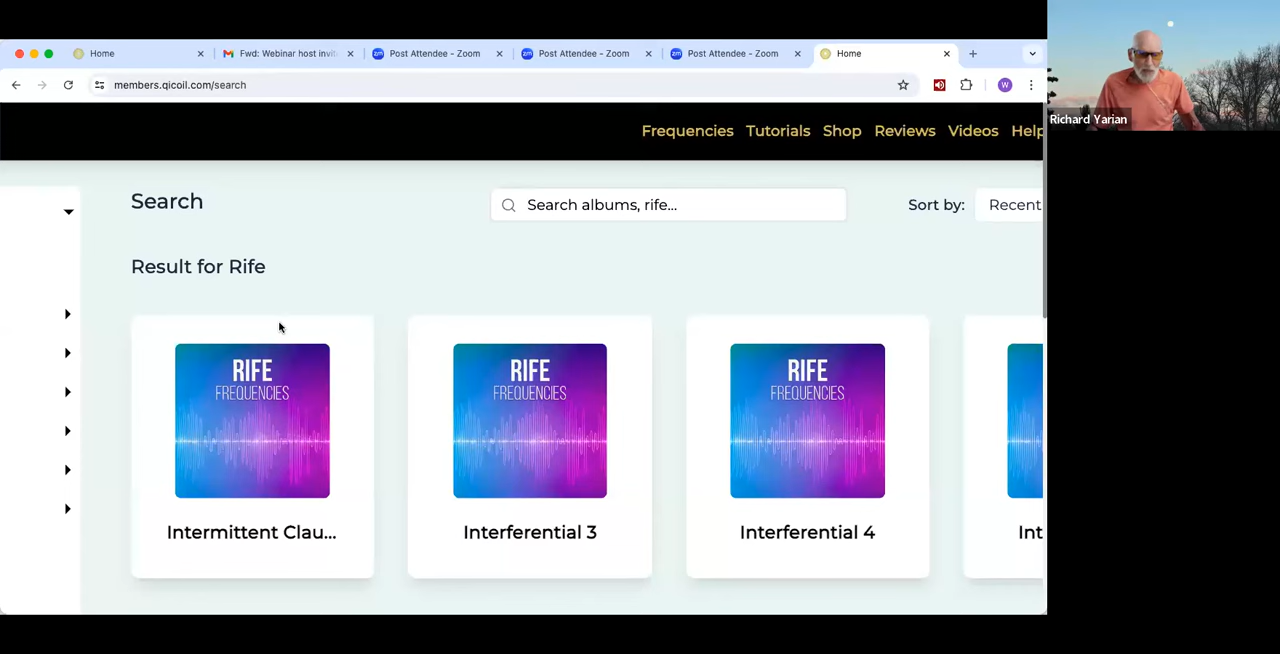 Home
Fwd: Webinar host invit
Post Attendee - Zoom
Post Attendee - Zoom
Post Attendee - Zoom
Home
members.qicoil.com/search
W
Richard Yarian
Frequencies Tutorials Shop Reviews Videos Help
Search
Search albums, rife...
Sort by:
Recent
Result for Rife
RIFE
FREQUENCIES
RIFE
FREQUENCIES
RIFE
FREQUENCIES
Intermittent Clau...
Interferential 3
Interferential 4
Int